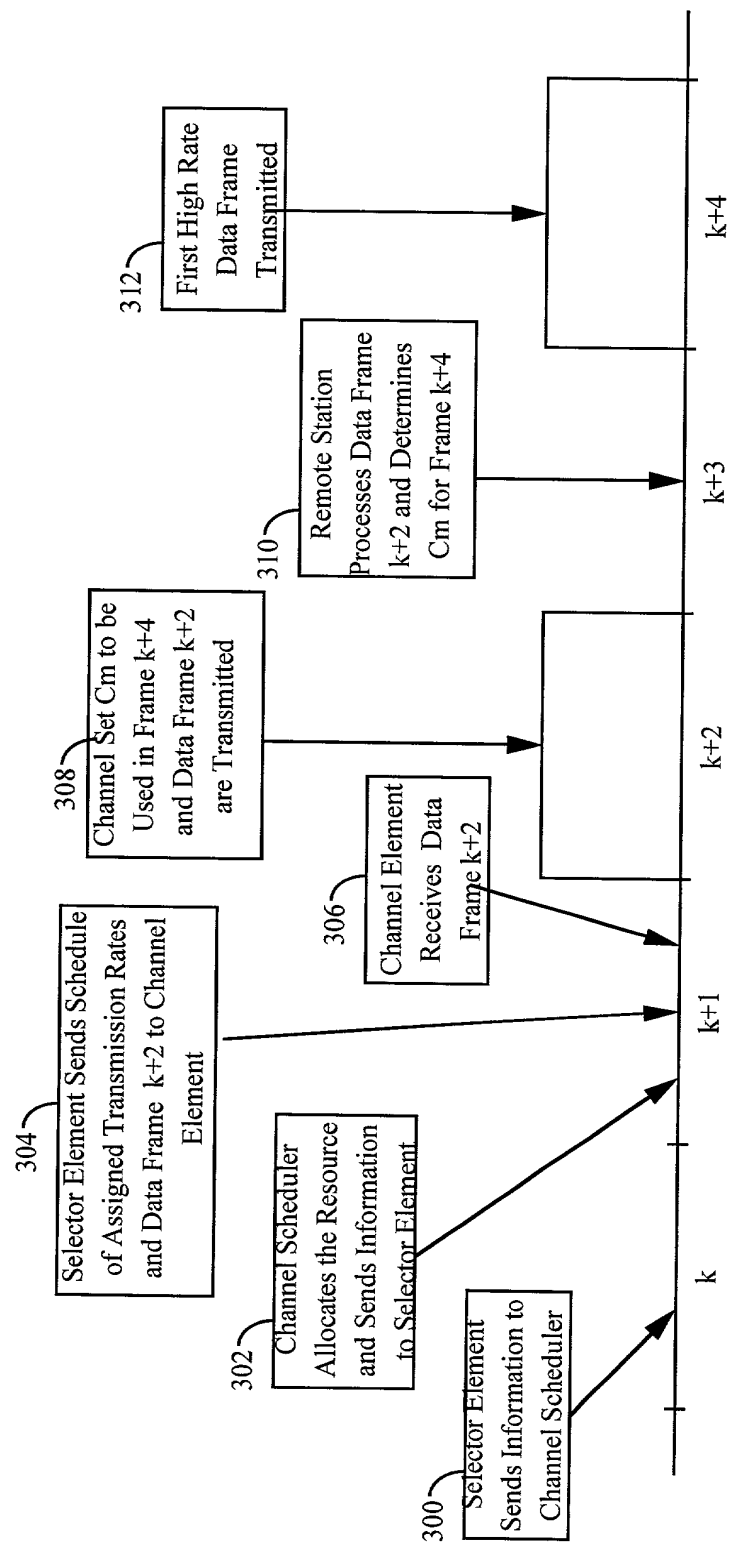 300
Selector Element
Sends Information to
Channel Scheduler
302
Channel Scheduler
Allocates the Resource
and Sends Information
to Selector Element
304
Selector Element Sends Schedule
of Assigned Transmission Rates
and Data Frame k+2 to Channel
Element
306
Channel Element
Receives Data
Frame k+2
308
Channel Set Cm to be
Used in Frame k+4
and Data Frame k+2
are Transmitted
310
Remote Station
Processes Data Frame
k+2 and Determines
Cm for Frame k+4
312
First High Rate
Data Frame
Transmitted
k
k+1
k+2
k+3
k+4